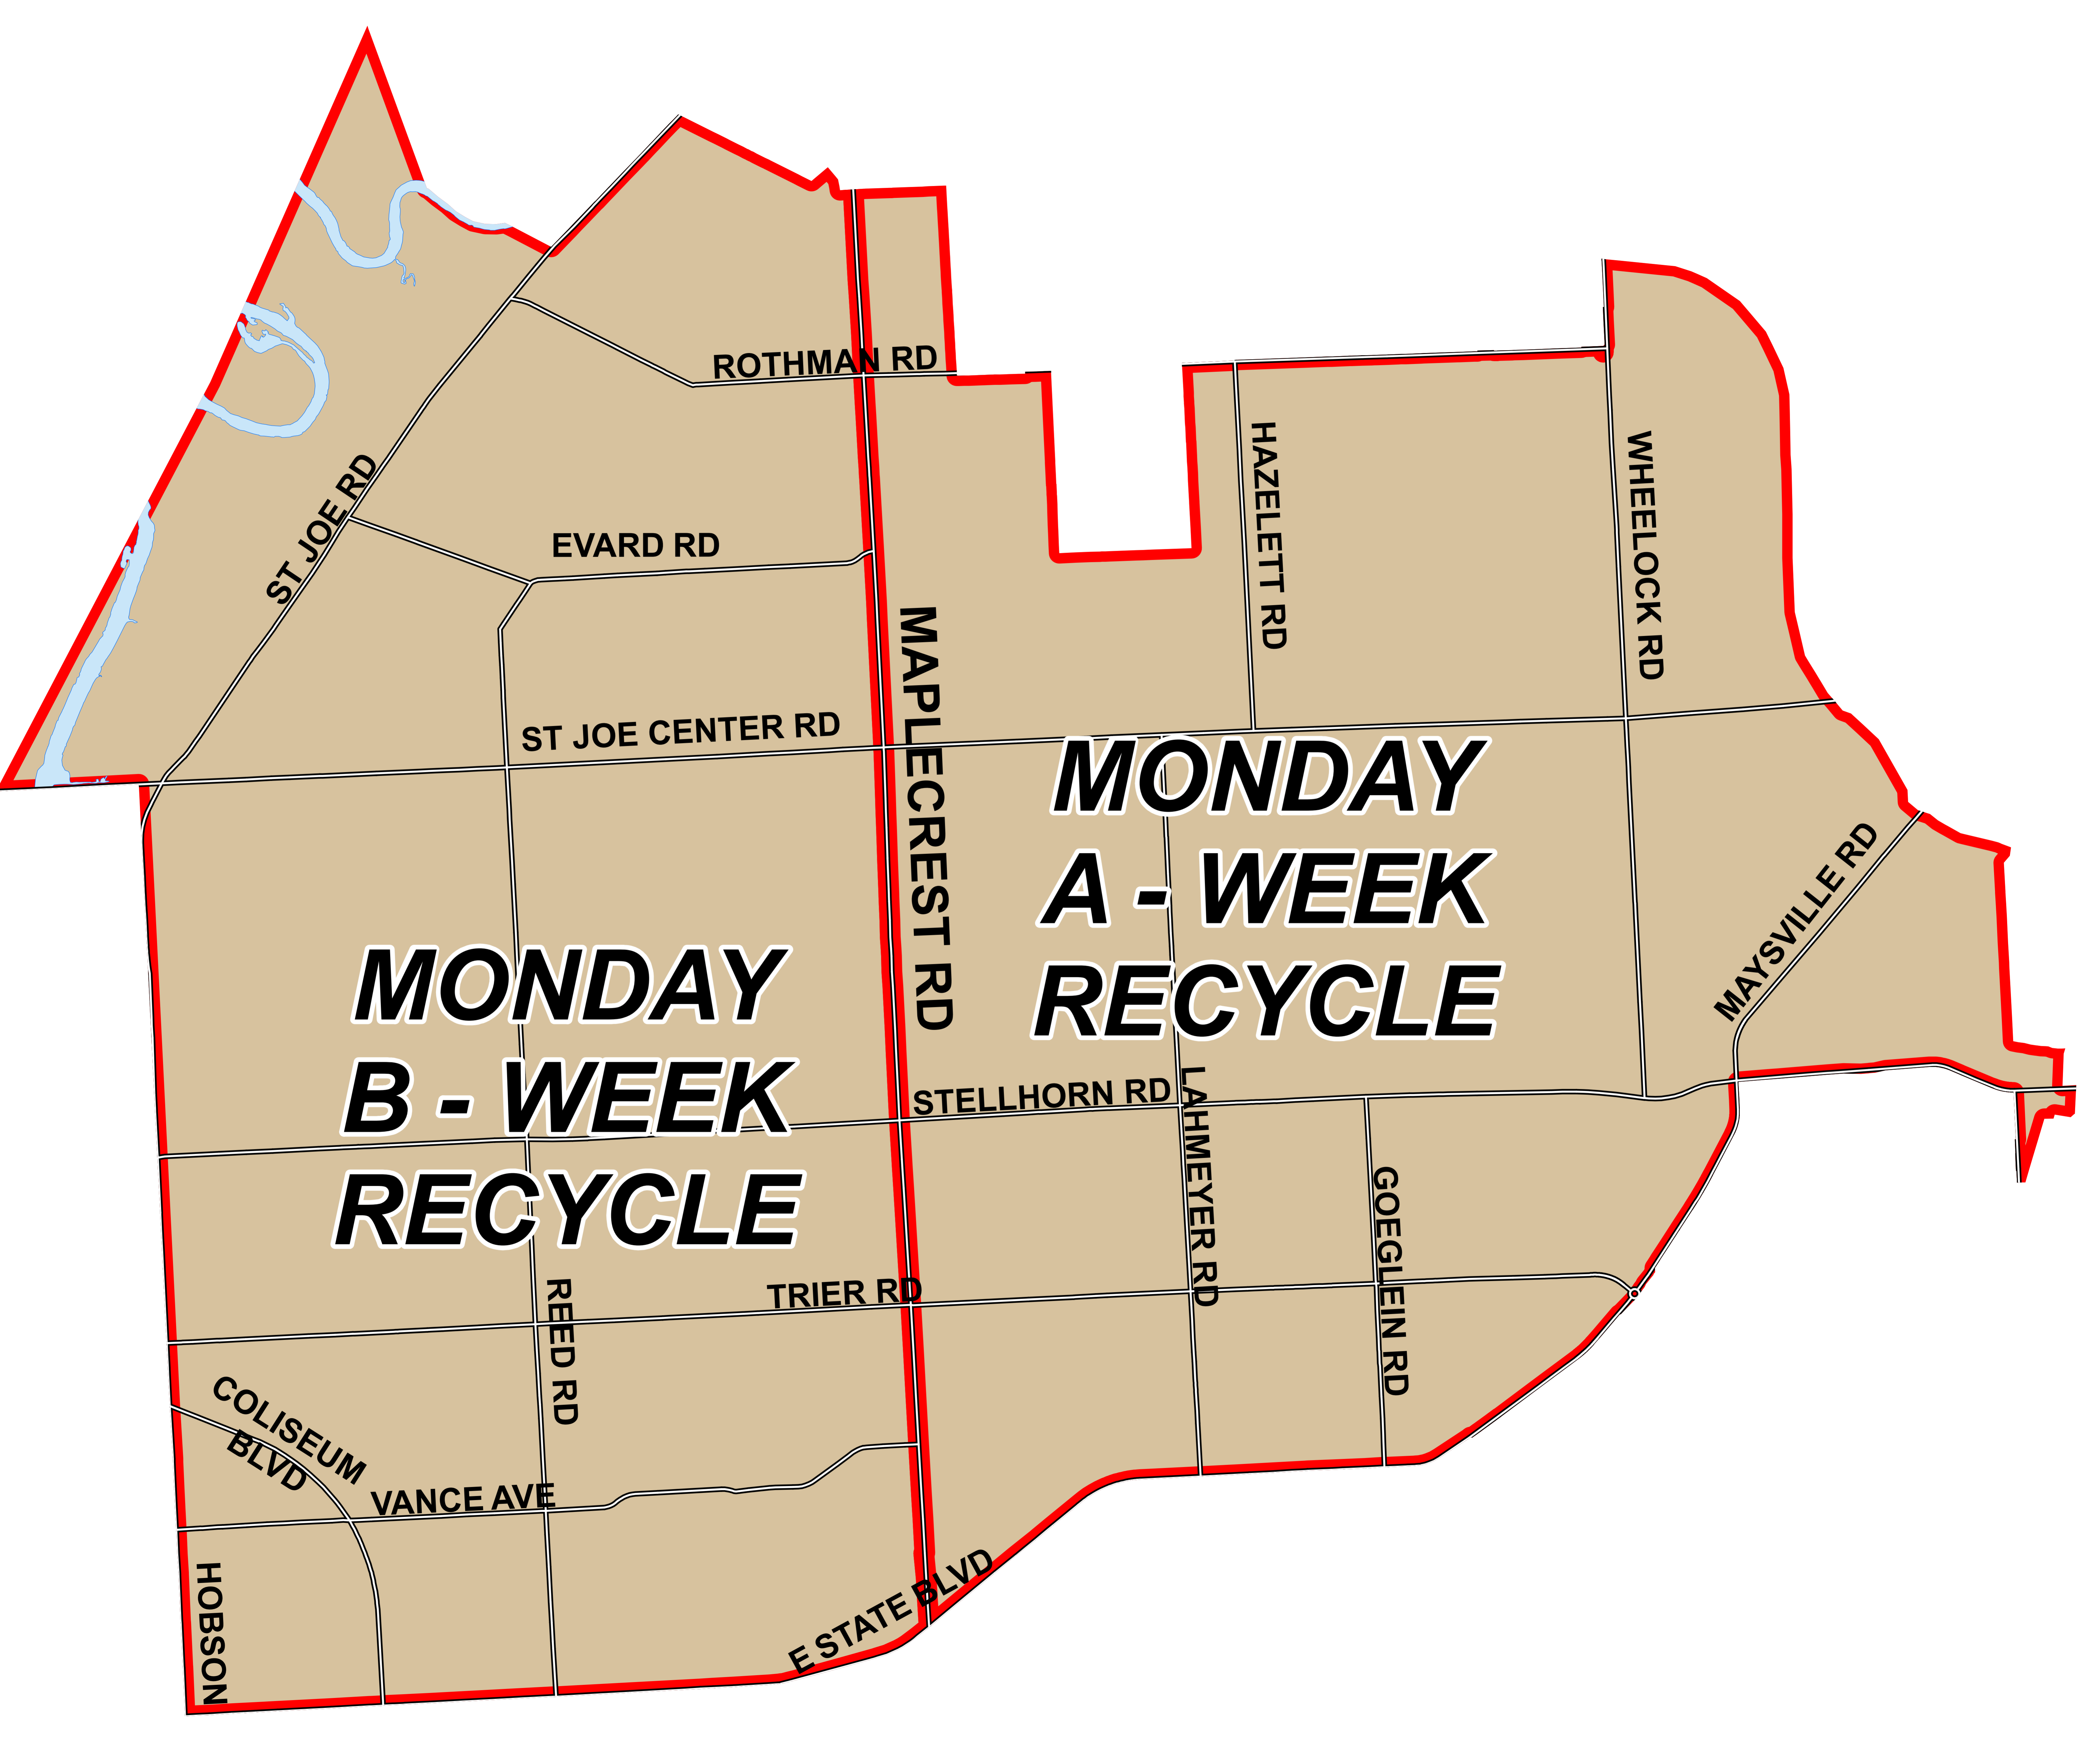 ROTHMAN RD
HAZELETT RD
WHEELOCK RD
ST JOE RD
EVARD RD
MAPLECREST RD
ST JOE CENTER RD
MONDAY
A - WEEK
RECYCLE
MAYSVILLE RD
MONDAY
B - WEEK
RECYCLE
STELLHORN RD
LAHMEYER RD
GOEGLEIN RD
TRIER RD
REED RD
COLISEUM
BLVD
VANCE AVE
HOBSON
E STATE BLVD